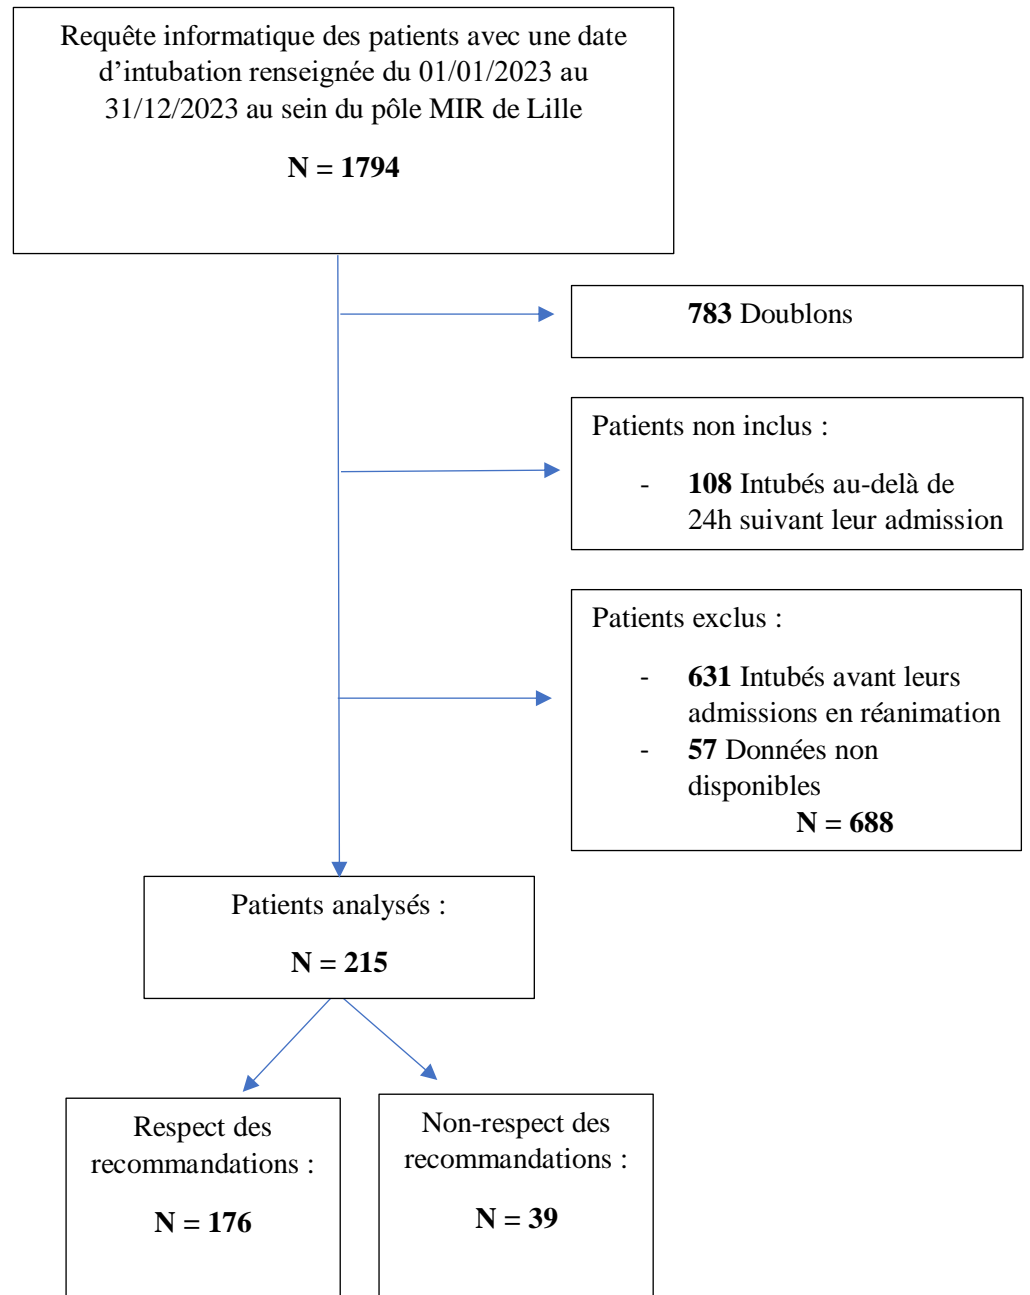 Requête informatique des patients avec une date
d’intubation renseignée du 01/01/2023 au
31/12/2023 au sein du pôle MIR de Lille
N = 1794
783 Doublons
Patients non inclus :
- 108 Intubés au-delà de
24h suivant leur admission
Patients exclus :
- 631 Intubés avant leurs
admissions en réanimation
- 57 Données non
disponibles
N = 688
Patients analysés :
N = 215
Respect des
recommandations :
N = 176
Non-respect des
recommandations :
N = 39